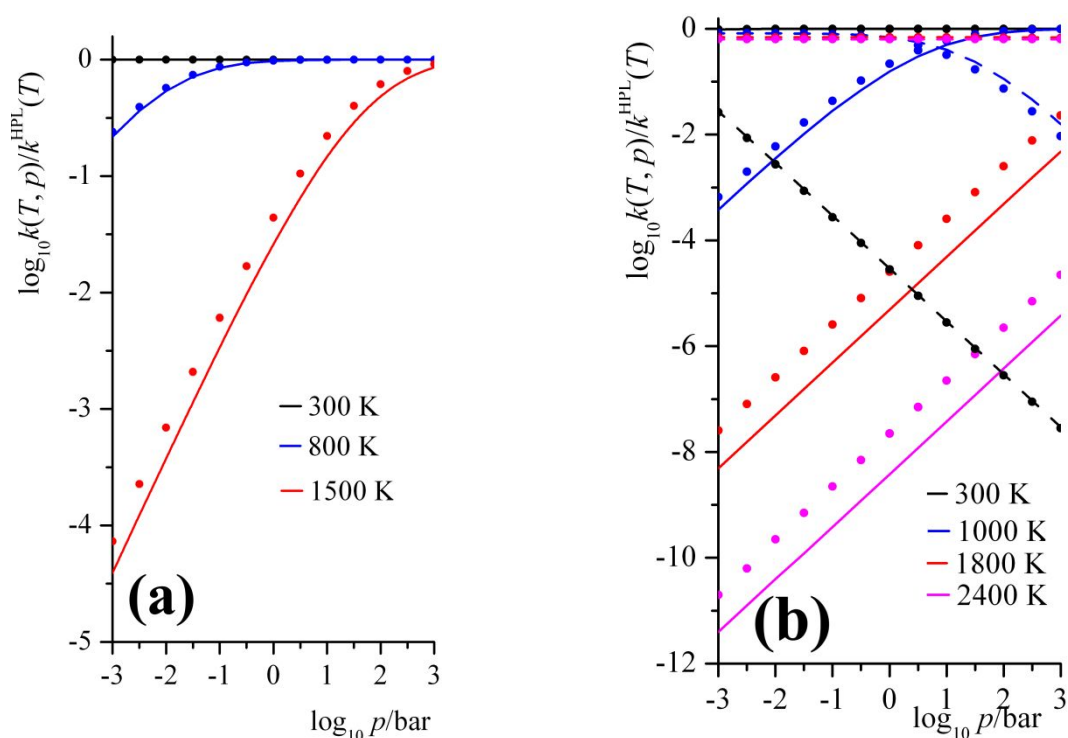 log₁₀k(T, p)/k^HPL(T)
0
-1
-2
-3
-4
-5
300 K
800 K
1500 K
(a)
-3 -2 -1 0 1 2 3
log₁₀ p/bar
log₁₀k(T, p)/k^HPL(T)
0
-2
-4
-6
-8
-10
-12
300 K
1000 K
1800 K
2400 K
(b)
-3 -2 -1 0 1 2 3
log₁₀ p/bar